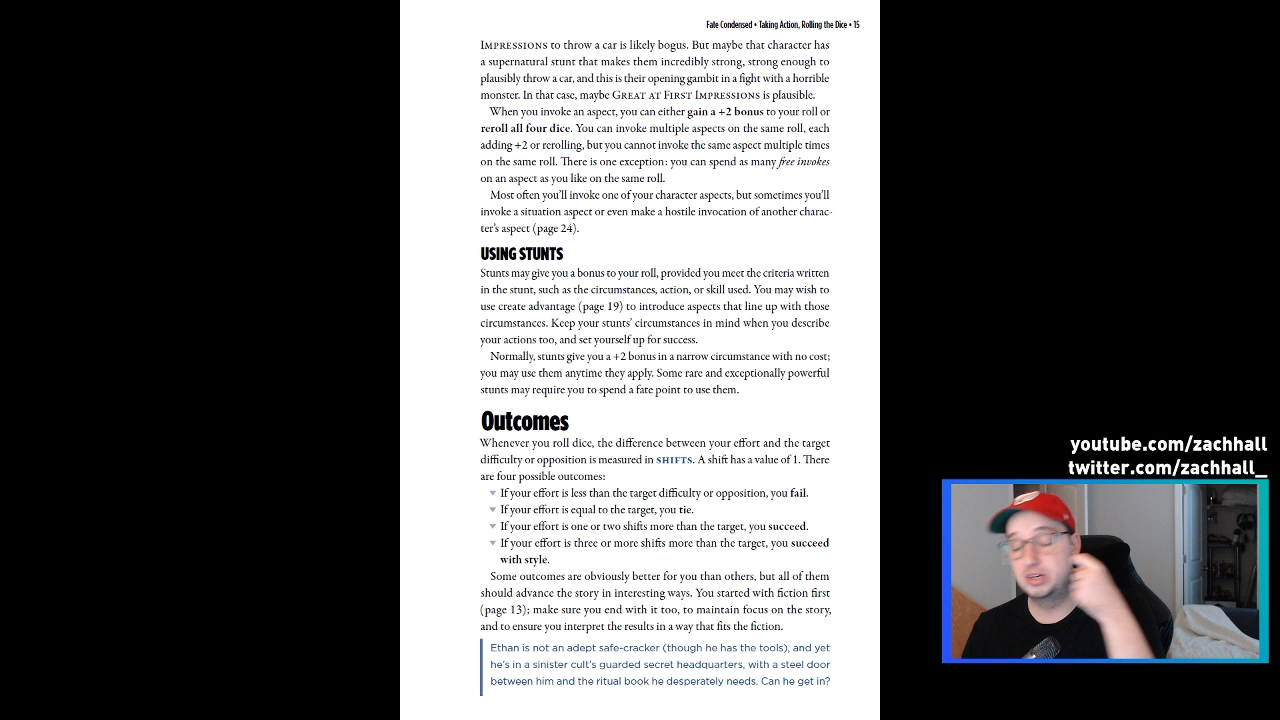 Fate Condensed • Taking Action, Rolling the Dice • 15
Impressions to throw a car is likely bogus. But maybe that character has
a supernatural stunt that makes them incredibly strong, strong enough to
plausibly throw a car, and this is their opening gambit in a fight with a horrible
monster. In that case, maybe Great at First Impressions is plausible.
When you invoke an aspect, you can either gain a +2 bonus to your roll or
reroll all four dice. You can invoke multiple aspects on the same roll, each
adding +2 or rerolling, but you cannot invoke the same aspect multiple times
on the same roll. There is one exception: you can spend as many free invokes
on an aspect as you like on the same roll.
Most often you'll invoke one of your character aspects, but sometimes you'll
invoke a situation aspect or even make a hostile invocation of another charac-
ter's aspect (page 24).
USING STUNTS
Stunts may give you a bonus to your roll, provided you meet the criteria written
in the stunt, such as the circumstances, action, or skill used. You may wish to
use create advantage (page 19) to introduce aspects that line up with those
circumstances. Keep your stunts' circumstances in mind when you describe
your actions too, and set yourself up for success.
Normally, stunts give you a +2 bonus in a narrow circumstance with no cost;
you may use them anytime they apply. Some rare and exceptionally powerful
stunts may require you to spend a fate point to use them.
Outcomes
Whenever you roll dice, the difference between your effort and the target
difficulty or opposition is measured in SHIFTS. A shift has a value of 1. There
are four possible outcomes:
If your effort is less than the target difficulty or opposition, you fail.
If your effort is equal to the target, you tie.
If your effort is one or two shifts more than the target, you succeed.
If your effort is three or more shifts more than the target, you succeed
with style.
Some outcomes are obviously better for you than others, but all of them
should advance the story in interesting ways. You started with fiction first
(page 13); make sure you end with it too, to maintain focus on the story,
and to ensure you interpret the results in a way that fits the fiction.
Ethan is not an adept safe-cracker (though he has the tools), and yet
he's in a sinister cult's guarded secret headquarters, with a steel door
between him and the ritual book he desperately needs. Can he get in?
youtube.com/zachhall
twitter.com/zachhall_